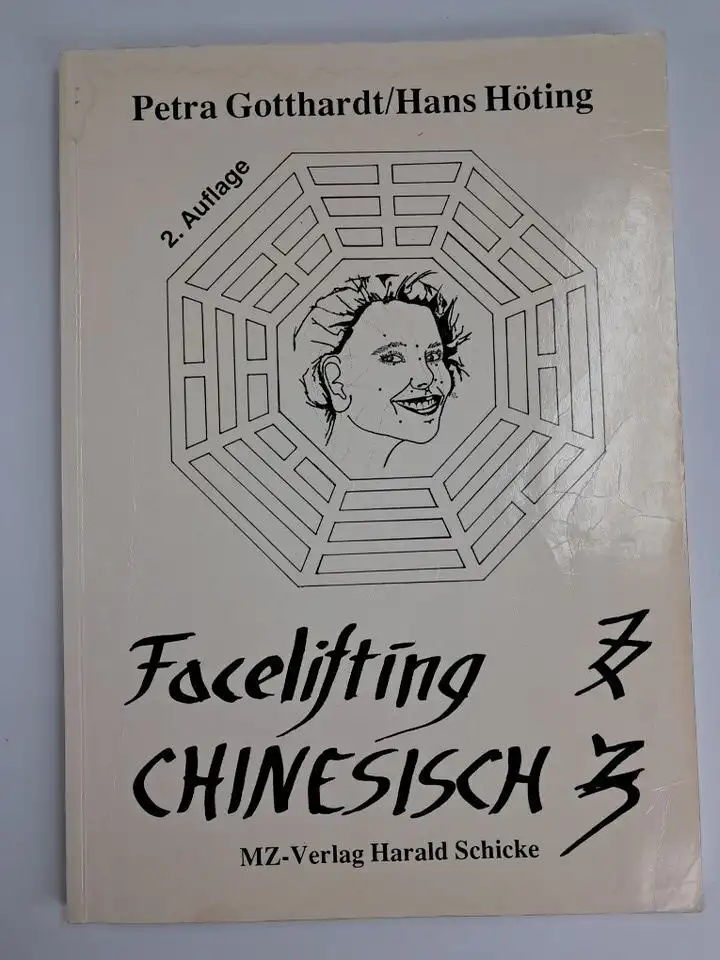 Petra Gotthardt/Hans Höting
2. Auflage
Facelifting
CHINESISCH
MZ-Verlag Harald Schicke